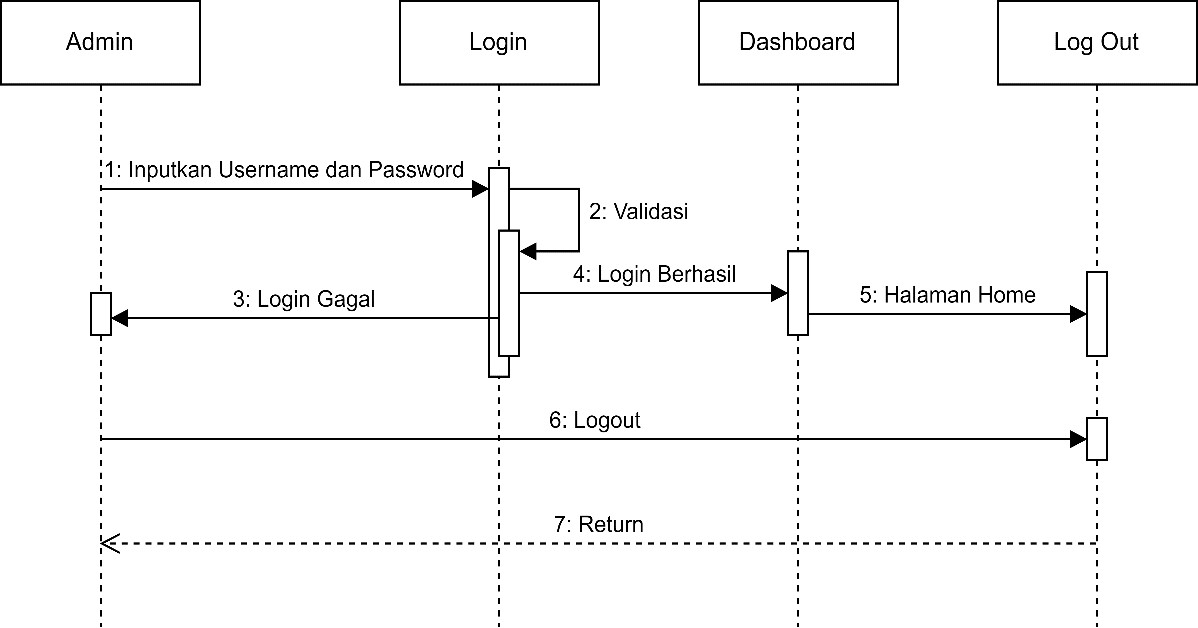 Admin
Login
Dashboard
Log Out
1: Inputkan Username dan Password
2: Validasi
4: Login Berhasil
3: Login Gagal
5: Halaman Home
6: Logout
7: Return